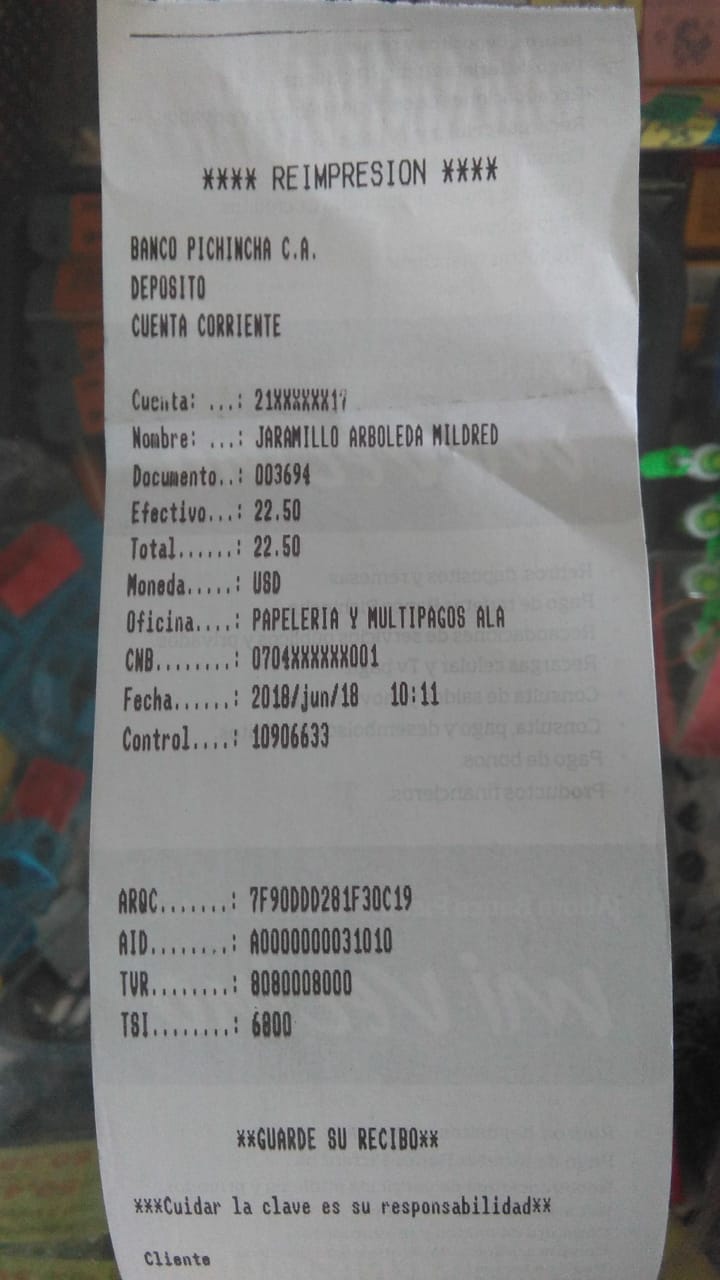 **** REIMPRESION ****
BANCO PICHINCHA C.A.
DEPOSITO
CUENTA CORRIENTE
Cuenta: ...: 21XXXXXX17
Nombre: ...: JARAMILLO ARBOLEDA MILDRED
Documento..: 003694
Efectivo...: 22.50
Total......: 22.50
Moneda.....: USD
Oficina....: PAPELERIA Y MULTIPAGOS ALA
CNB........: 0704XXXXXX001
Fecha......: 2018/jun/18 10:11
Control....: 10906633
ARQC.......: 7F90DDD281F30C19
AID........: A0000000031010
TVR........: 8080008000
TSI........: 6800
**GUARDE SU RECIBO**
***Cuidar la clave es su responsabilidad**
Cliente